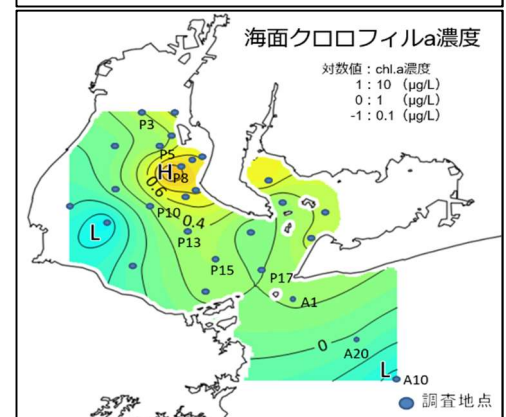 海面クロロフィルa濃度
対数値：chl.a濃度
1：10 （μg/L）
0：1 （μg/L）
-1：0.1（μg/L）
P3
P5
H
P8
0.6
P10
0.4
L
P13
P15
P17
A1
0
A20
L
A10
調査地点